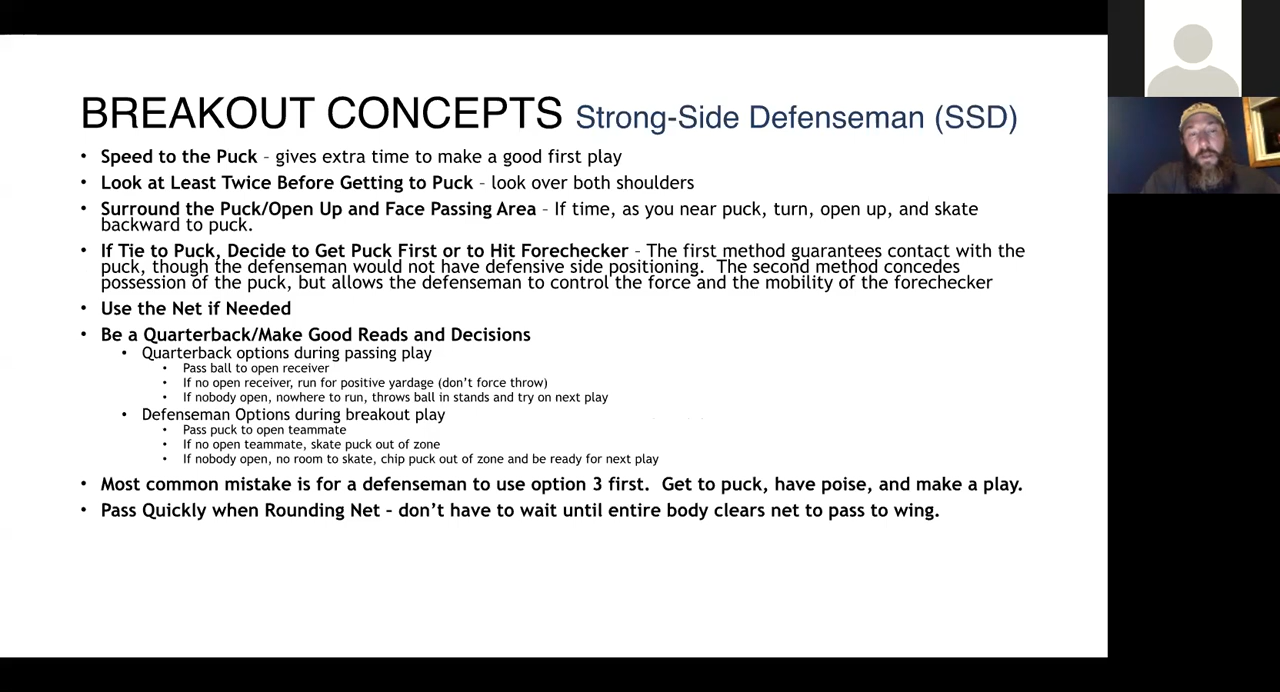 BREAKOUT CONCEPTS Strong-Side Defenseman (SSD)
• Speed to the Puck – gives extra time to make a good first play
• Look at Least Twice Before Getting to Puck – look over both shoulders
• Surround the Puck/Open Up and Face Passing Area – If time, as you near puck, turn, open up, and skate
backward to puck.
• If Tie to Puck, Decide to Get Puck First or to Hit Forechecker – The first method guarantees contact with the
puck, though the defenseman would not have defensive side positioning. The second method concedes
possession of the puck, but allows the defenseman to control the force and the mobility of the forechecker
• Use the Net if Needed
• Be a Quarterback/Make Good Reads and Decisions
• Quarterback options during passing play
• Pass ball to open receiver
• If no open receiver, run for positive yardage (don’t force throw)
• If nobody open, nowhere to run, throws ball in stands and try on next play
• Defenseman Options during breakout play
• Pass puck to open teammate
• If no open teammate, skate puck out of zone
• If nobody open, no room to skate, chip puck out of zone and be ready for next play
• Most common mistake is for a defenseman to use option 3 first. Get to puck, have poise, and make a play.
• Pass Quickly when Rounding Net – don’t have to wait until entire body clears net to pass to wing.